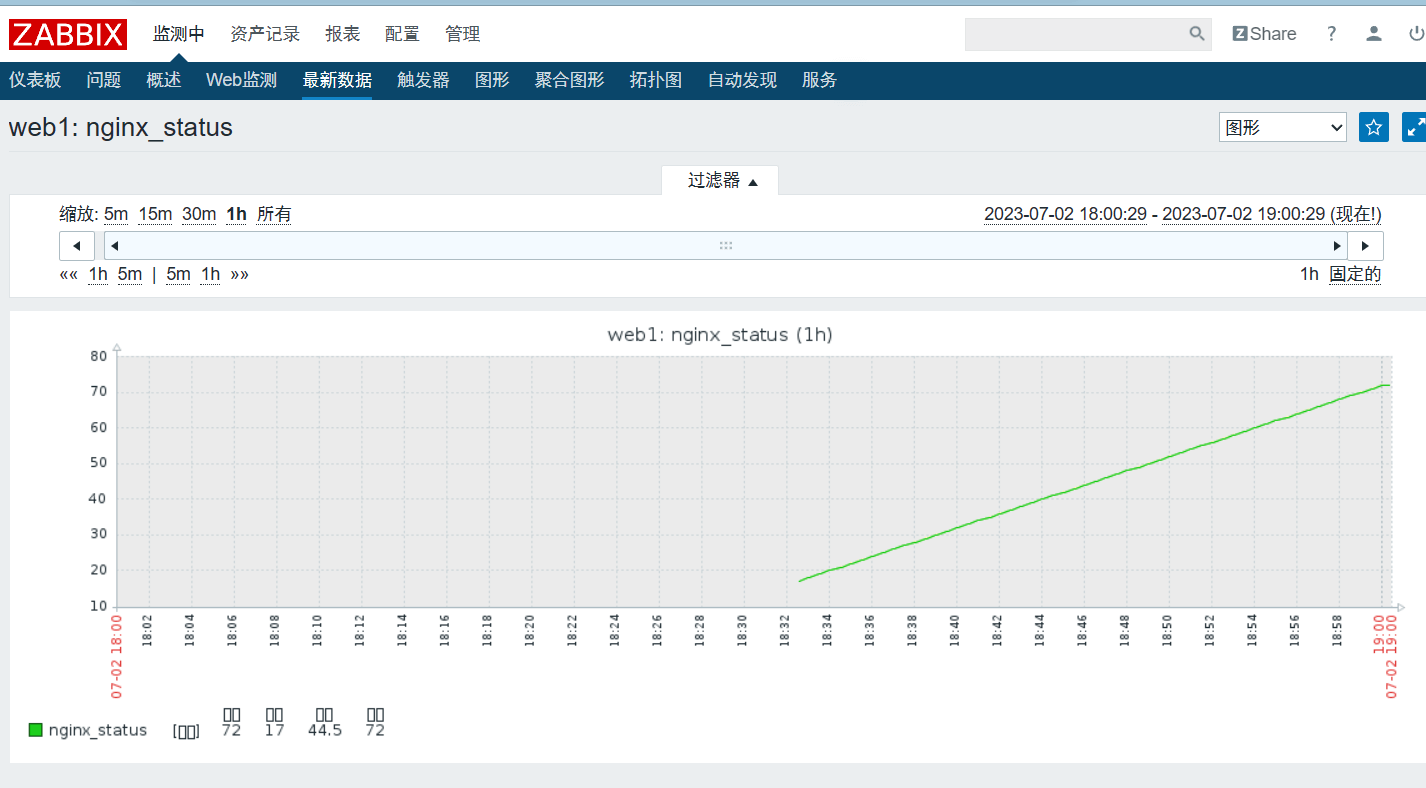 ZABBIX 监测中 资产记录 报表 配置 管理 Z Share ?
仪表板 问题 概述 Web监测 最新数据 触发器 图形 聚合图形 拓扑图 自动发现 服务
web1: nginx_status 图形
过滤器 ▲
缩放: 5m 15m 30m 1h 所有 2023-07-02 18:00:29 - 2023-07-02 19:00:29 (现在!)
«« 1h 5m | 5m 1h »» 1h 固定的
web1: nginx_status (1h)
80
70
60
50
40
30
20
10
07-02 18:00 18:02 18:04 18:06 18:08 18:10 18:12 18:14 18:16 18:18 18:20 18:22 18:24 18:26 18:28 18:30 18:32 18:34 18:36 18:38 18:40 18:42 18:44 18:46 18:48 18:50 18:52 18:54 18:56 18:58 19:00 07-02 19:00
nginx_status [▯▯] 72 17 44.5 72